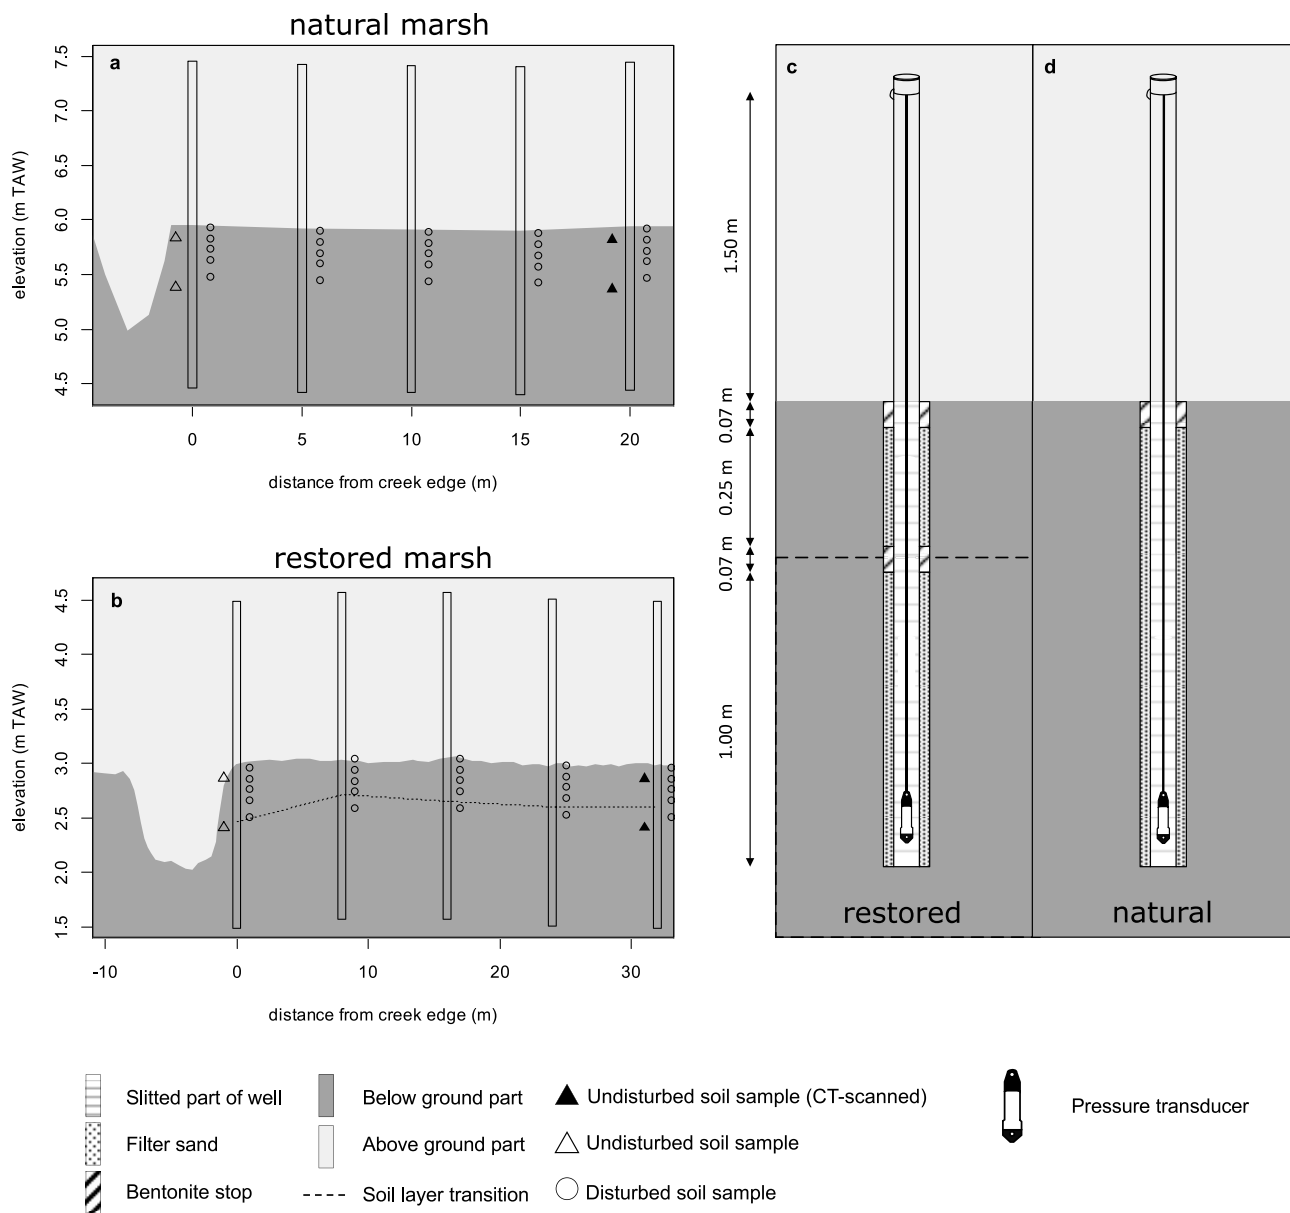 natural marsh
a
7.5
7.0
6.5
6.0
5.5
5.0
4.5
elevation (m TAW)
0
5
10
15
20
distance from creek edge (m)
restored marsh
b
4.5
4.0
3.5
3.0
2.5
2.0
1.5
elevation (m TAW)
-10
0
10
20
30
distance from creek edge (m)
c
d
1.50 m
0.07 m
0.25 m
0.07 m
1.00 m
restored
natural
Slitted part of well
Filter sand
Bentonite stop
Below ground part
Above ground part
Soil layer transition
Undisturbed soil sample (CT-scanned)
Undisturbed soil sample
Disturbed soil sample
Pressure transducer